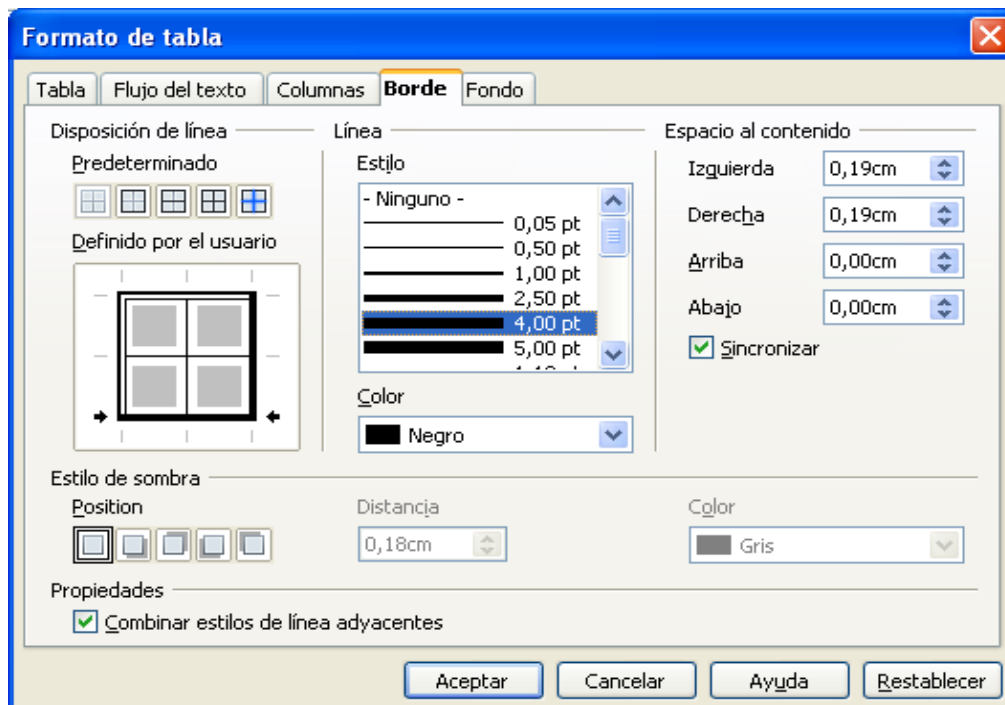 Formato de tabla
Tabla Flujo del texto Columnas Borde Fondo
Disposición de línea
Predeterminado
Definido por el usuario
Línea
Estilo
- Ninguno -
0,05 pt
0,50 pt
1,00 pt
2,50 pt
4,00 pt
5,00 pt
Color
Negro
Espacio al contenido
Izquierda 0,19cm
Derecha 0,19cm
Arriba 0,00cm
Abajo 0,00cm
Sincronizar
Estilo de sombra
Position
Distancia
0,18cm
Color
Gris
Propiedades
Combinar estilos de línea adyacentes
Aceptar Cancelar Ayuda Restablecer